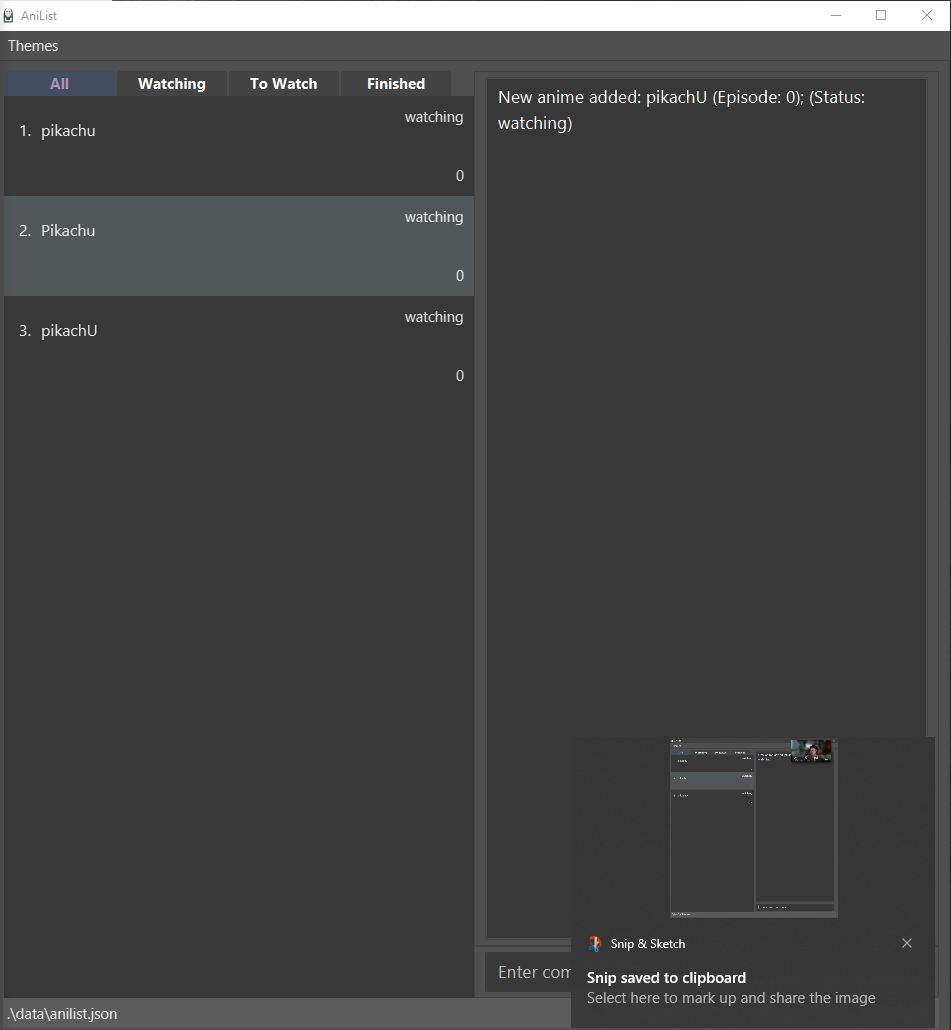 AniList
Themes
All Watching To Watch Finished
1. pikachu
watching
0
2. Pikachu
watching
0
3. pikachU
watching
0
New anime added: pikachU (Episode: 0); (Status:
watching)
Enter com
Snip & Sketch
Snip saved to clipboard
Select here to mark up and share the image
.\data\anilist.json